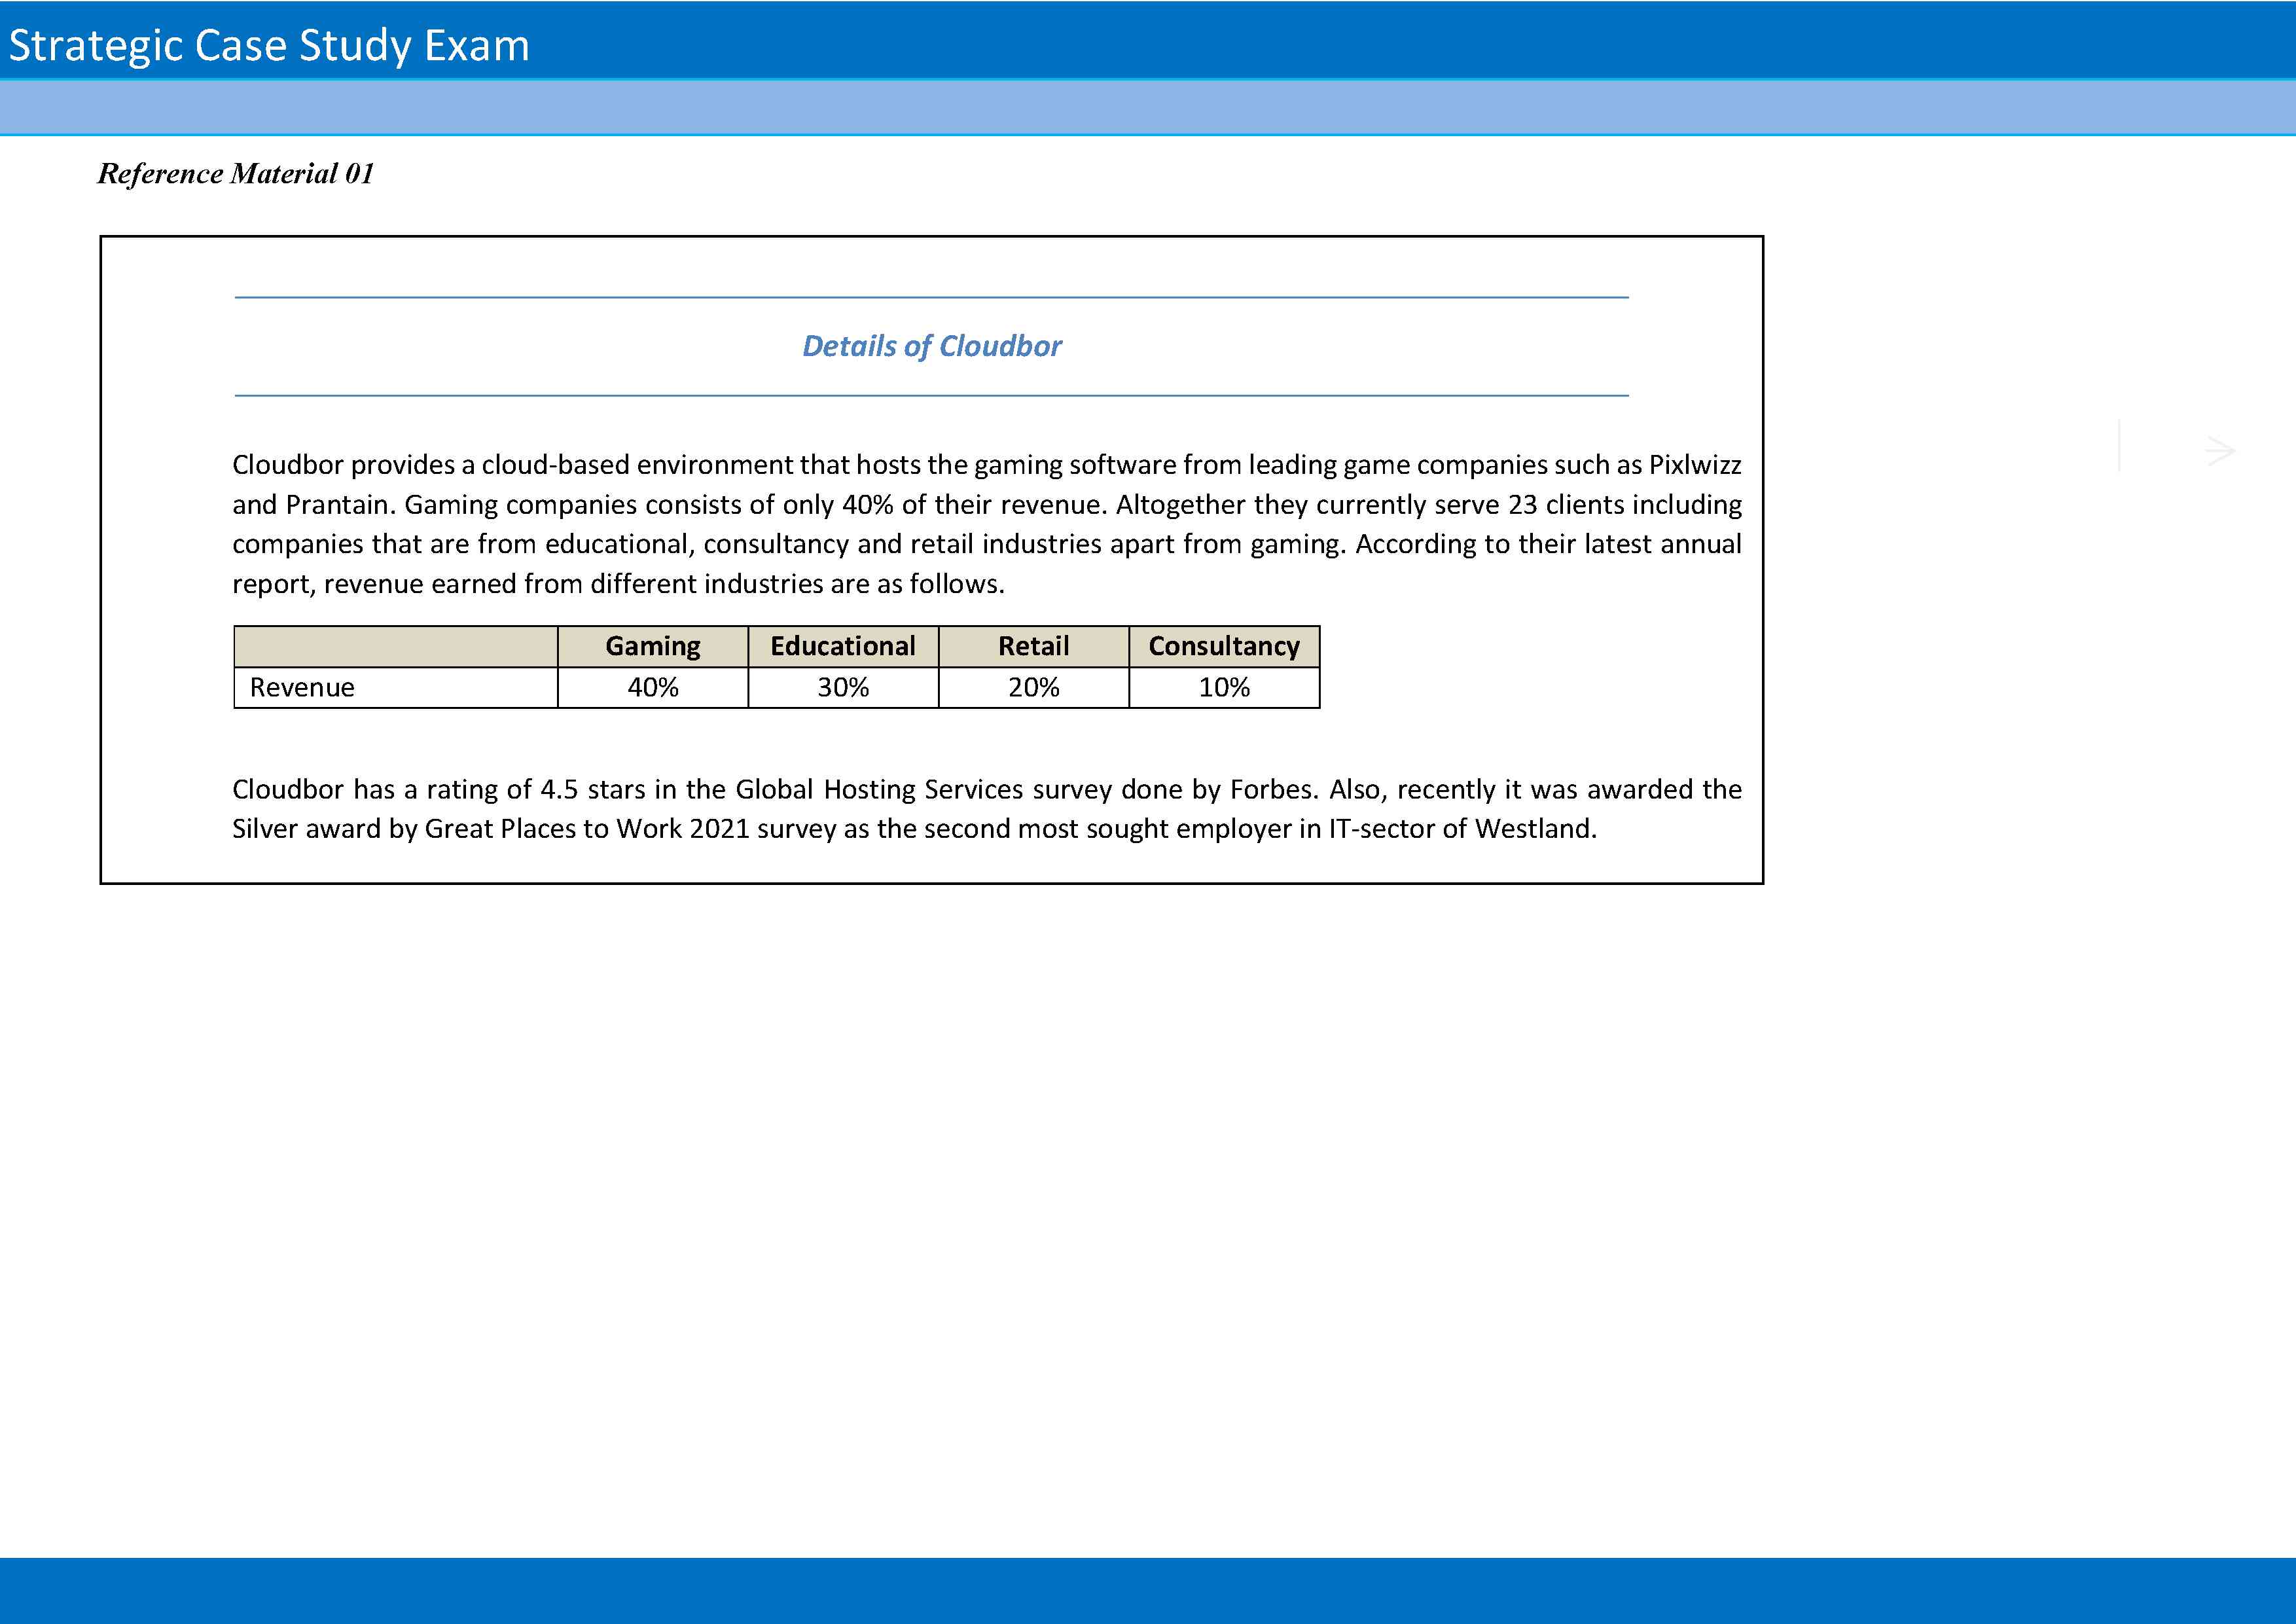 Strategic Case Study Exam
Reference Material 01
Details of Cloudbor
Cloudbor provides a cloud-based environment that hosts the gaming software from leading game companies such as Pixlwizz
and Prantain. Gaming companies consists of only 40% of their revenue. Altogether they currently serve 23 clients including
companies that are from educational, consultancy and retail industries apart from gaming. According to their latest annual
report, revenue earned from different industries are as follows.
Gaming Educational Retail Consultancy
Revenue 40% 30% 20% 10%
Cloudbor has a rating of 4.5 stars in the Global Hosting Services survey done by Forbes. Also, recently it was awarded the
Silver award by Great Places to Work 2021 survey as the second most sought employer in IT-sector of Westland.